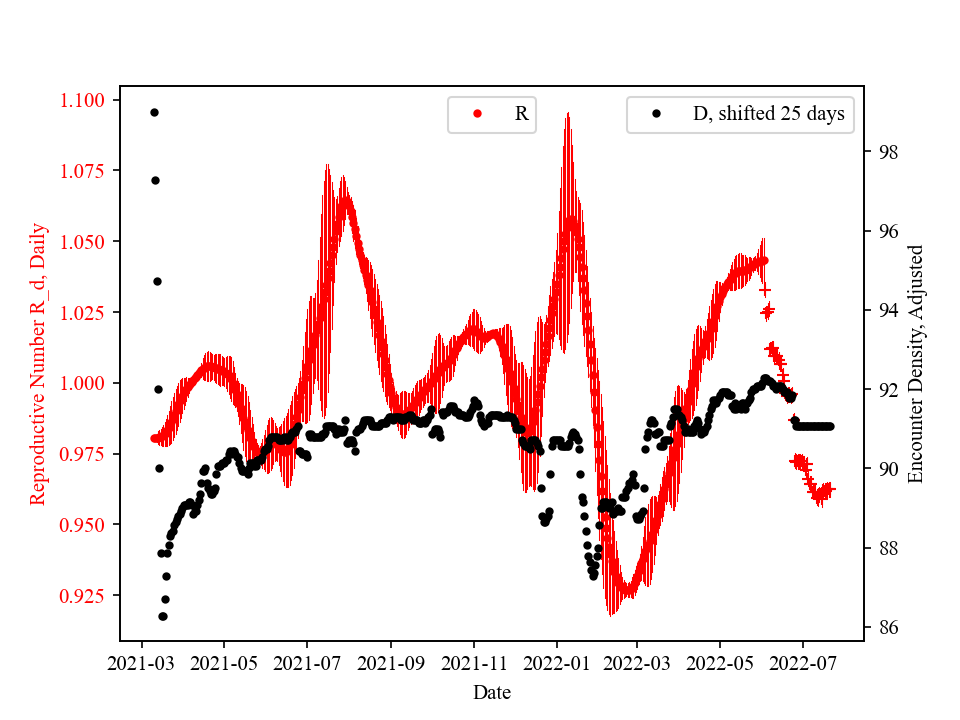 R
D, shifted 25 days
1.100
1.075
1.050
1.025
1.000
0.975
0.950
0.925
Reproductive Number R_d, Daily
98
96
94
92
90
88
86
Encounter Density, Adjusted
2021-03 2021-05 2021-07 2021-09 2021-11 2022-01 2022-03 2022-05 2022-07
Date